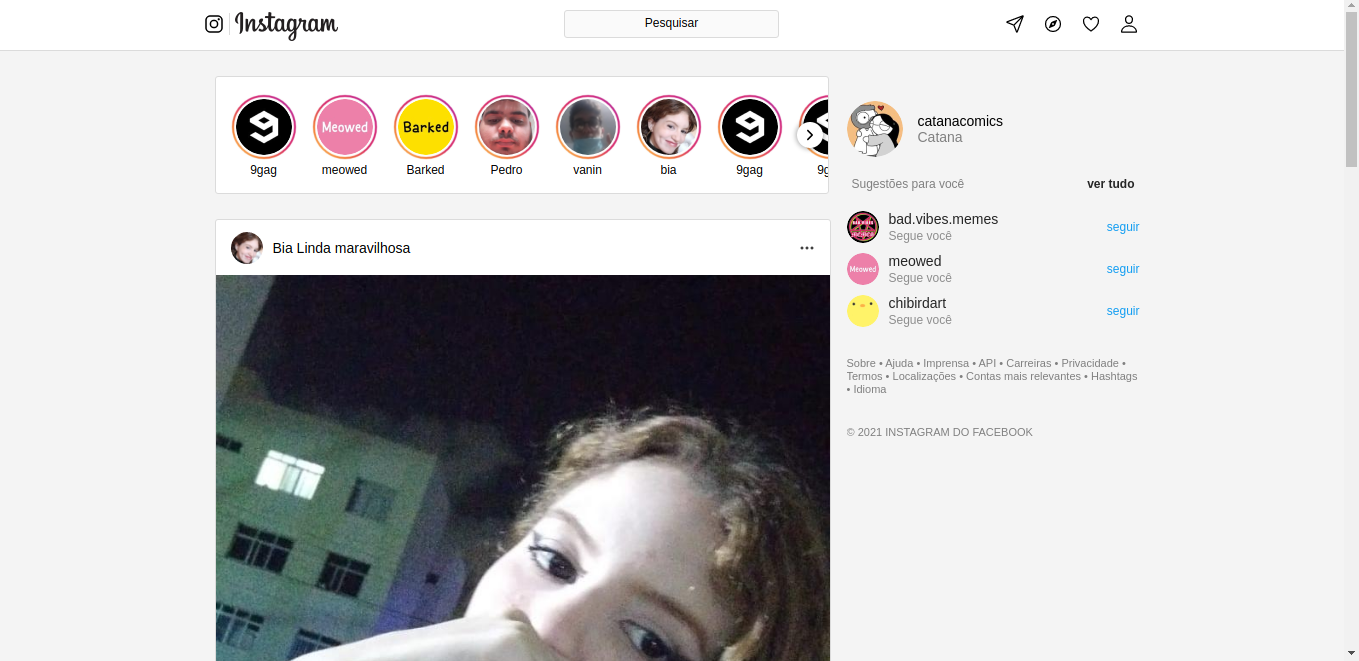 Instagram
Pesquisar
Meowed
Barked
9gag
meowed
Barked
Pedro
vanin
bia
9gag
9g
catanacomics
Catana
Sugestões para você
ver tudo
bad.vibes.memes
Segue você
seguir
Meowed
meowed
Segue você
seguir
chibirdart
Segue você
seguir
Sobre • Ajuda • Imprensa • API • Carreiras • Privacidade •
Termos • Localizações • Contas mais relevantes • Hashtags
• Idioma
© 2021 INSTAGRAM DO FACEBOOK
Bia Linda maravilhosa